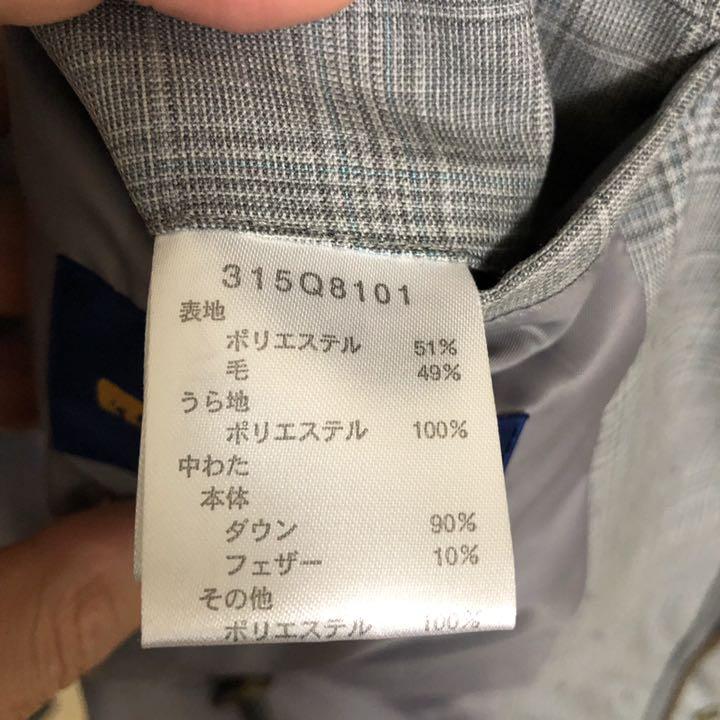 315Q8101
表地
ポリエステル 51%
毛 49%
うら地
ポリエステル 100%
中わた
本体
ダウン 90%
フェザー 10%
その他
ポリエステル 100%